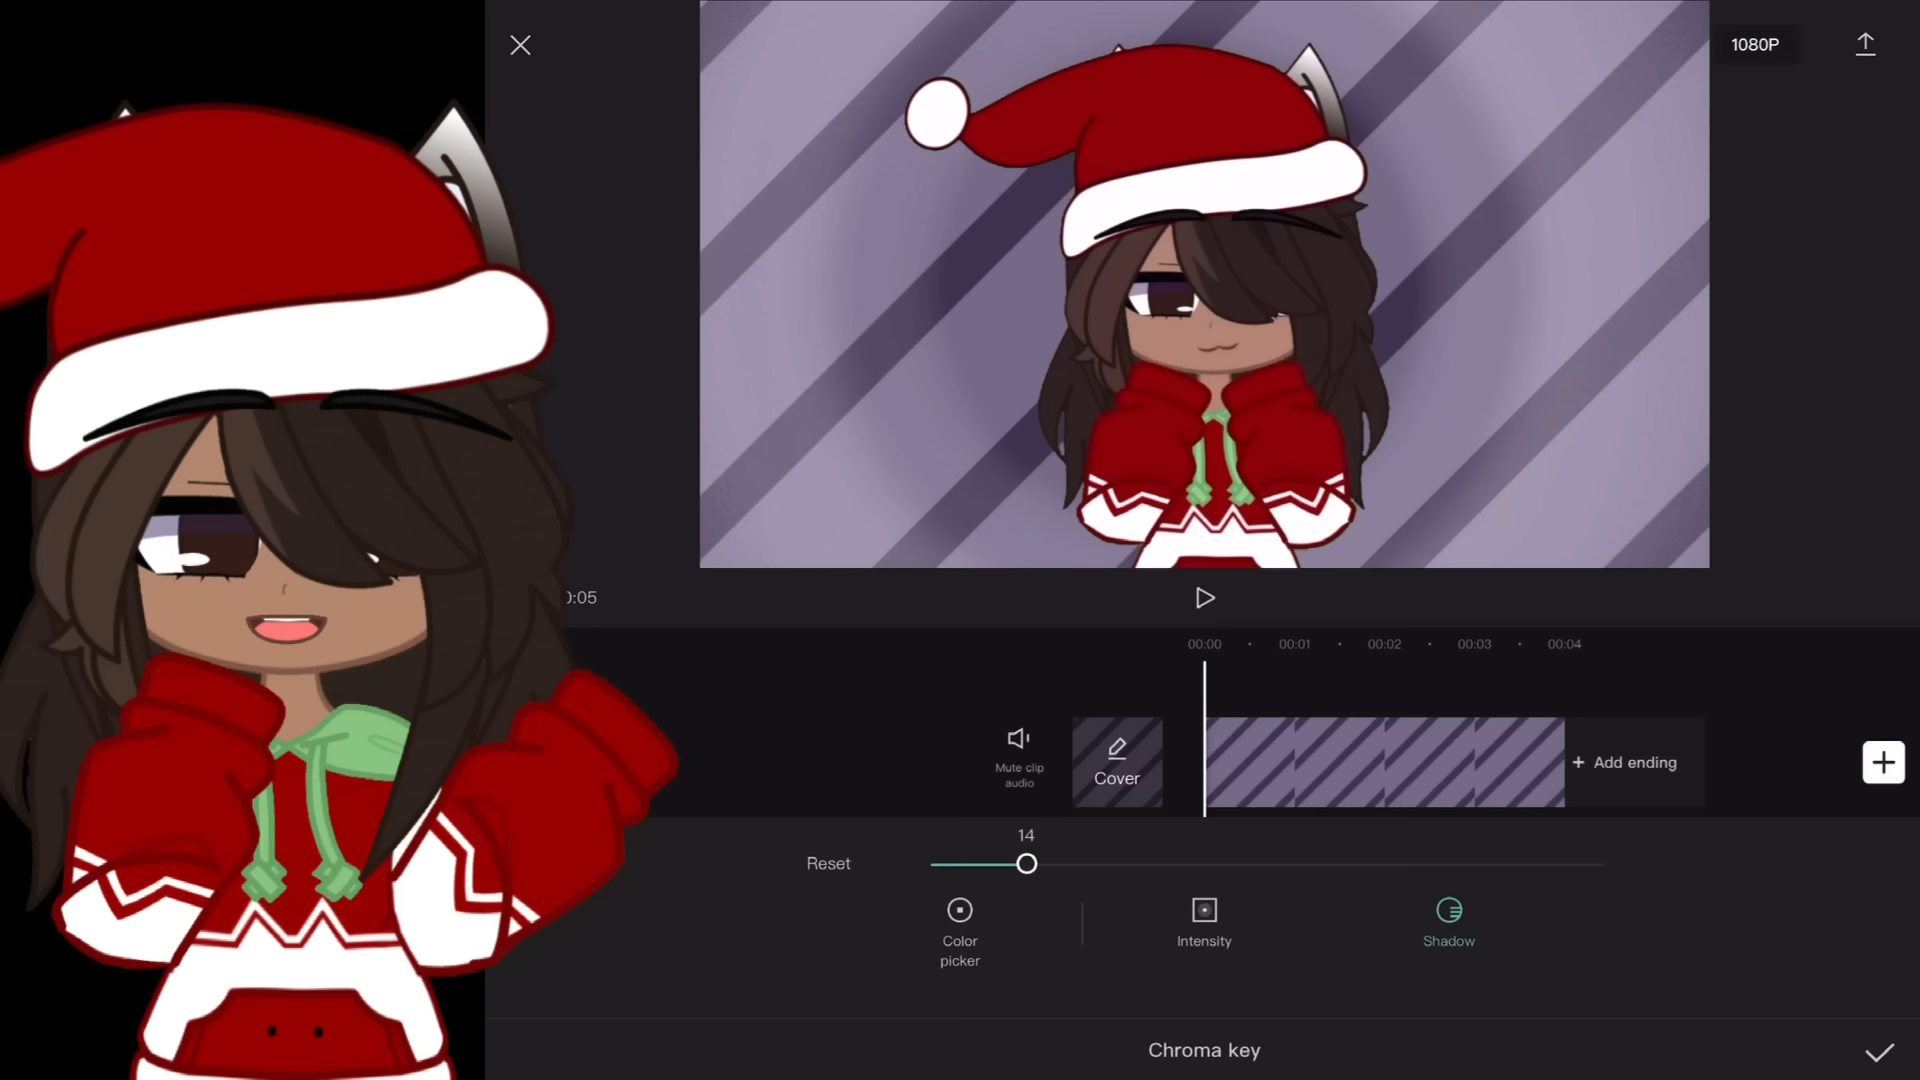 1080P
0:05
00:00 00:01 00:02 00:03 00:04
Mute clip
audio
Cover
+ Add ending
14
Reset
Color
picker
Intensity
Shadow
Chroma key